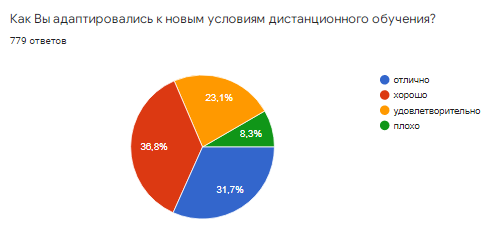 Как Вы адаптировались к новым условиям дистанционного обучения?
779 ответов
23,1%
8,3%
36,8%
31,7%
отлично
хорошо
удовлетворительно
плохо